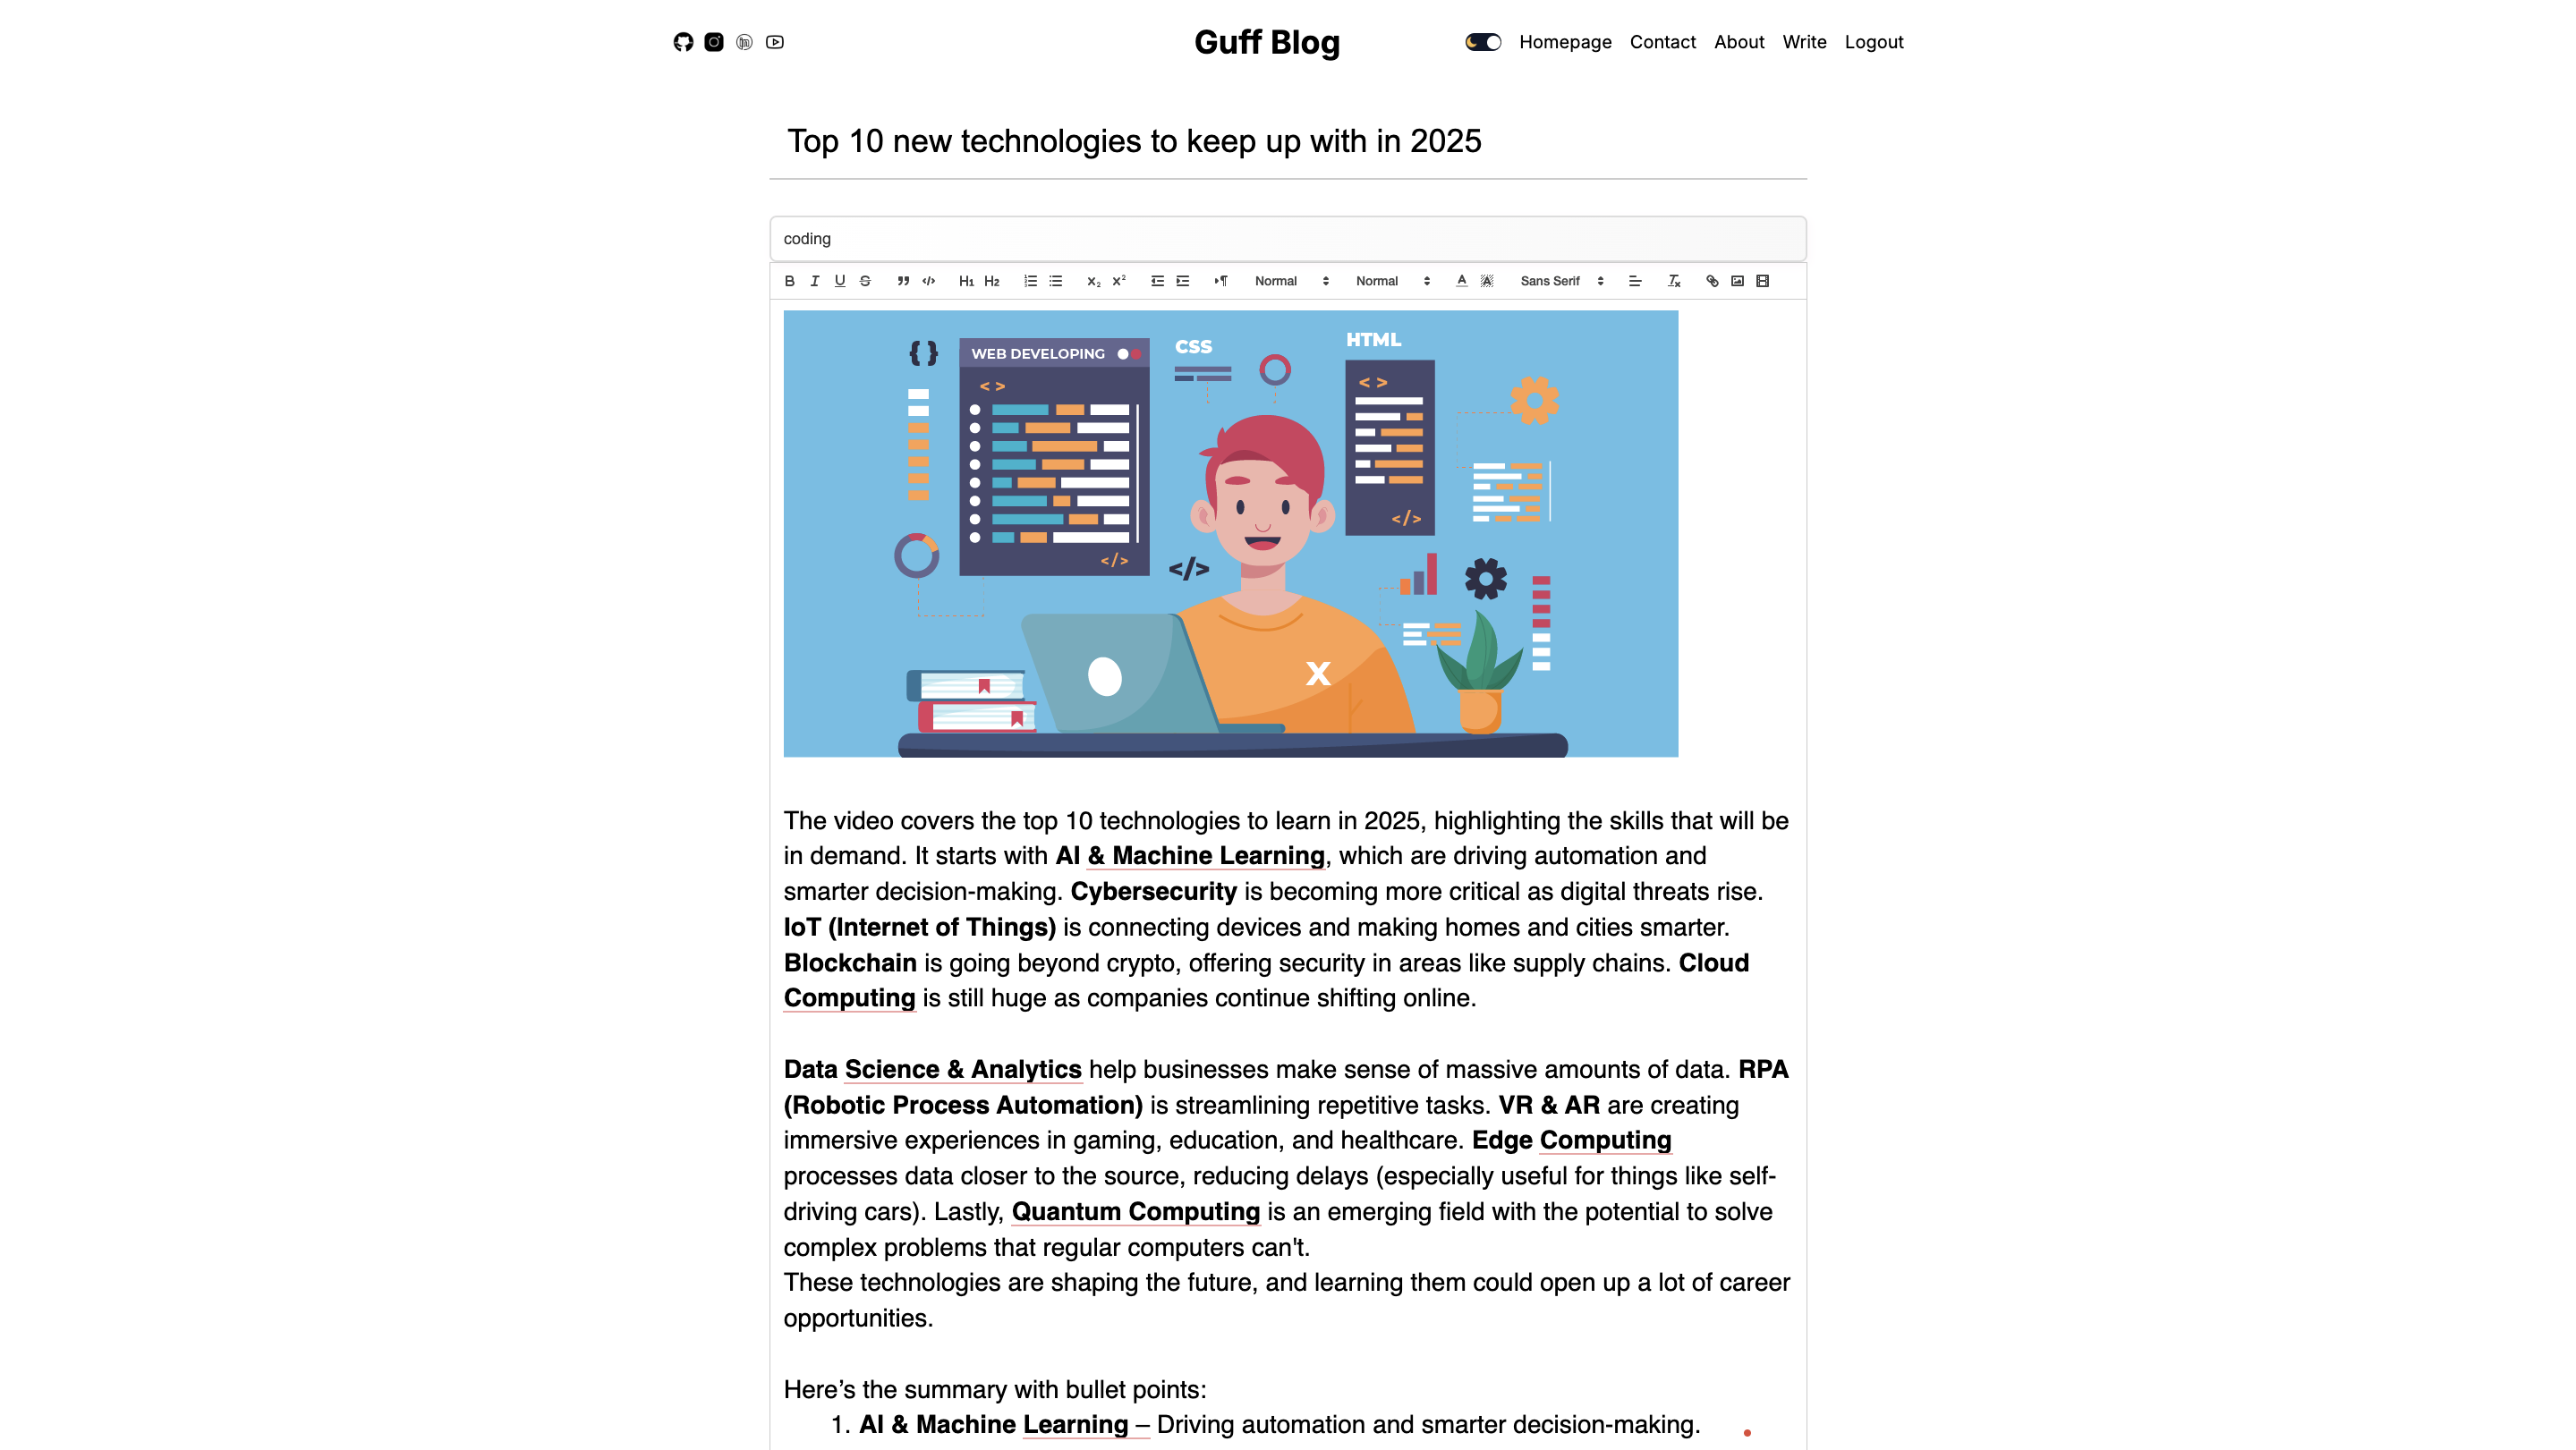 Guff Blog
Homepage Contact About Write Logout
Top 10 new technologies to keep up with in 2025
coding
B I U S H1 H2 X2 X2 Normal Normal A A Sans Serif Tx
{ } WEB DEVELOPING CSS HTML
< > < >
</> </> </>
X
The video covers the top 10 technologies to learn in 2025, highlighting the skills that will be
in demand. It starts with AI & Machine Learning, which are driving automation and
smarter decision-making. Cybersecurity is becoming more critical as digital threats rise.
IoT (Internet of Things) is connecting devices and making homes and cities smarter.
Blockchain is going beyond crypto, offering security in areas like supply chains. Cloud
Computing is still huge as companies continue shifting online.
Data Science & Analytics help businesses make sense of massive amounts of data. RPA
(Robotic Process Automation) is streamlining repetitive tasks. VR & AR are creating
immersive experiences in gaming, education, and healthcare. Edge Computing
processes data closer to the source, reducing delays (especially useful for things like self-
driving cars). Lastly, Quantum Computing is an emerging field with the potential to solve
complex problems that regular computers can't.
These technologies are shaping the future, and learning them could open up a lot of career
opportunities.
Here’s the summary with bullet points:
1. AI & Machine Learning – Driving automation and smarter decision-making.